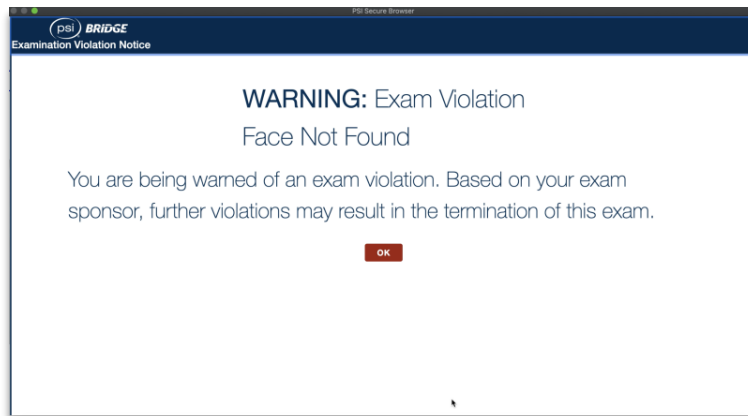 PSI Secure Browser
psi BRIDGE
Examination Violation Notice
WARNING: Exam Violation
Face Not Found
You are being warned of an exam violation. Based on your exam
sponsor, further violations may result in the termination of this exam.
OK